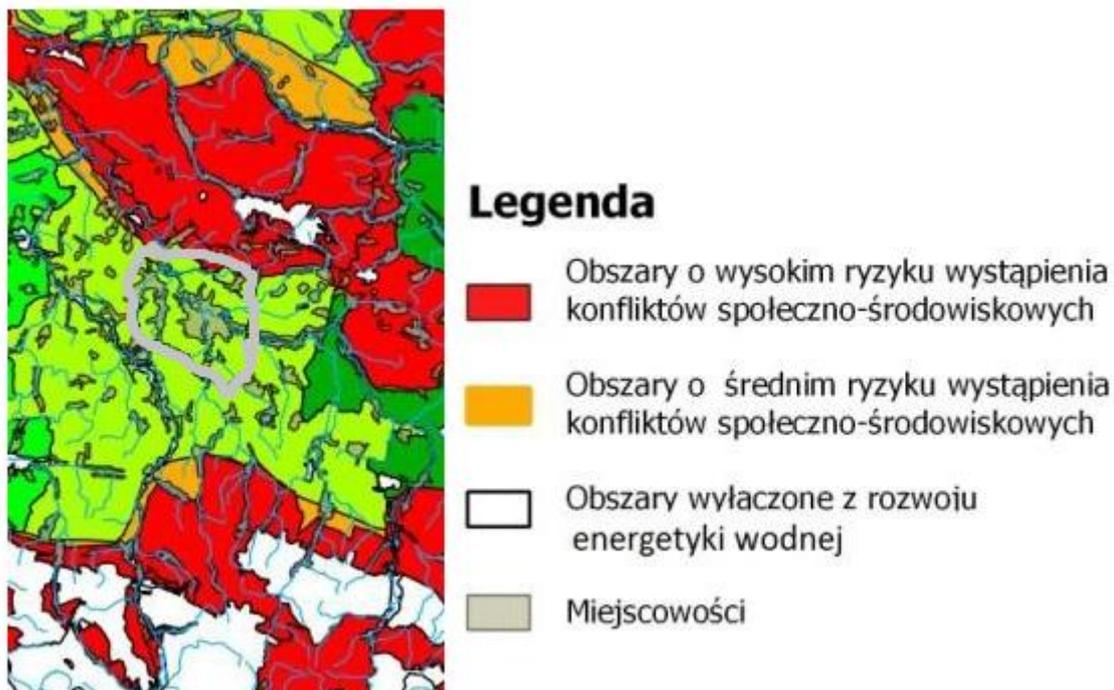 Legenda
Obszary o wysokim ryzyku wystąpienia
konfliktów społeczno-środowiskowych
Obszary o średnim ryzyku wystąpienia
konfliktów społeczno-środowiskowych
Obszary wyłaczone z rozwoju
energetyki wodnej
Miejscowości